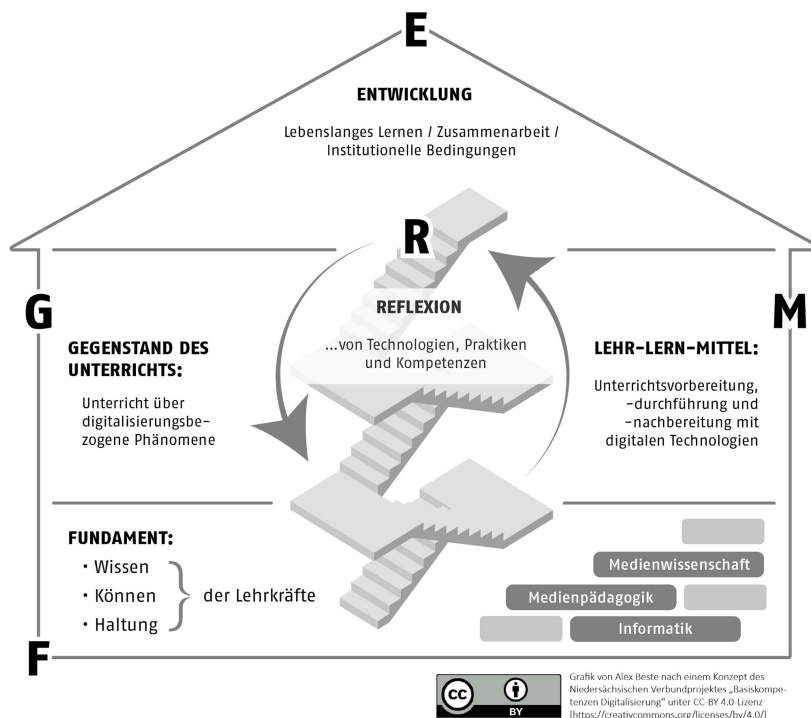 E
ENTWICKLUNG
Lebenslanges Lernen / Zusammenarbeit /
Institutionelle Bedingungen
R
REFLEXION
...von Technologien, Praktiken
und Kompetenzen
G
GEGENSTAND DES
UNTERRICHTS:
Unterricht über
digitalisierungsbe-
zogene Phänomene
M
LEHR-LERN-MITTEL:
Unterrichtsvorbereitung,
-durchführung und
-nachbereitung mit
digitalen Technologien
FUNDAMENT:
• Wissen
• Können
• Haltung
der Lehrkräfte
F
Medienwissenschaft
Medienpädagogik
Informatik
cc
BY
Grafik von Alex Beste nach einem Konzept des
Niedersächsischen Verbundprojektes „Basiskompe-
tenzen Digitalisierung" unter CC-BY 4.0-Lizenz
[https://creativcommons.org/licenses/by/4.0/]